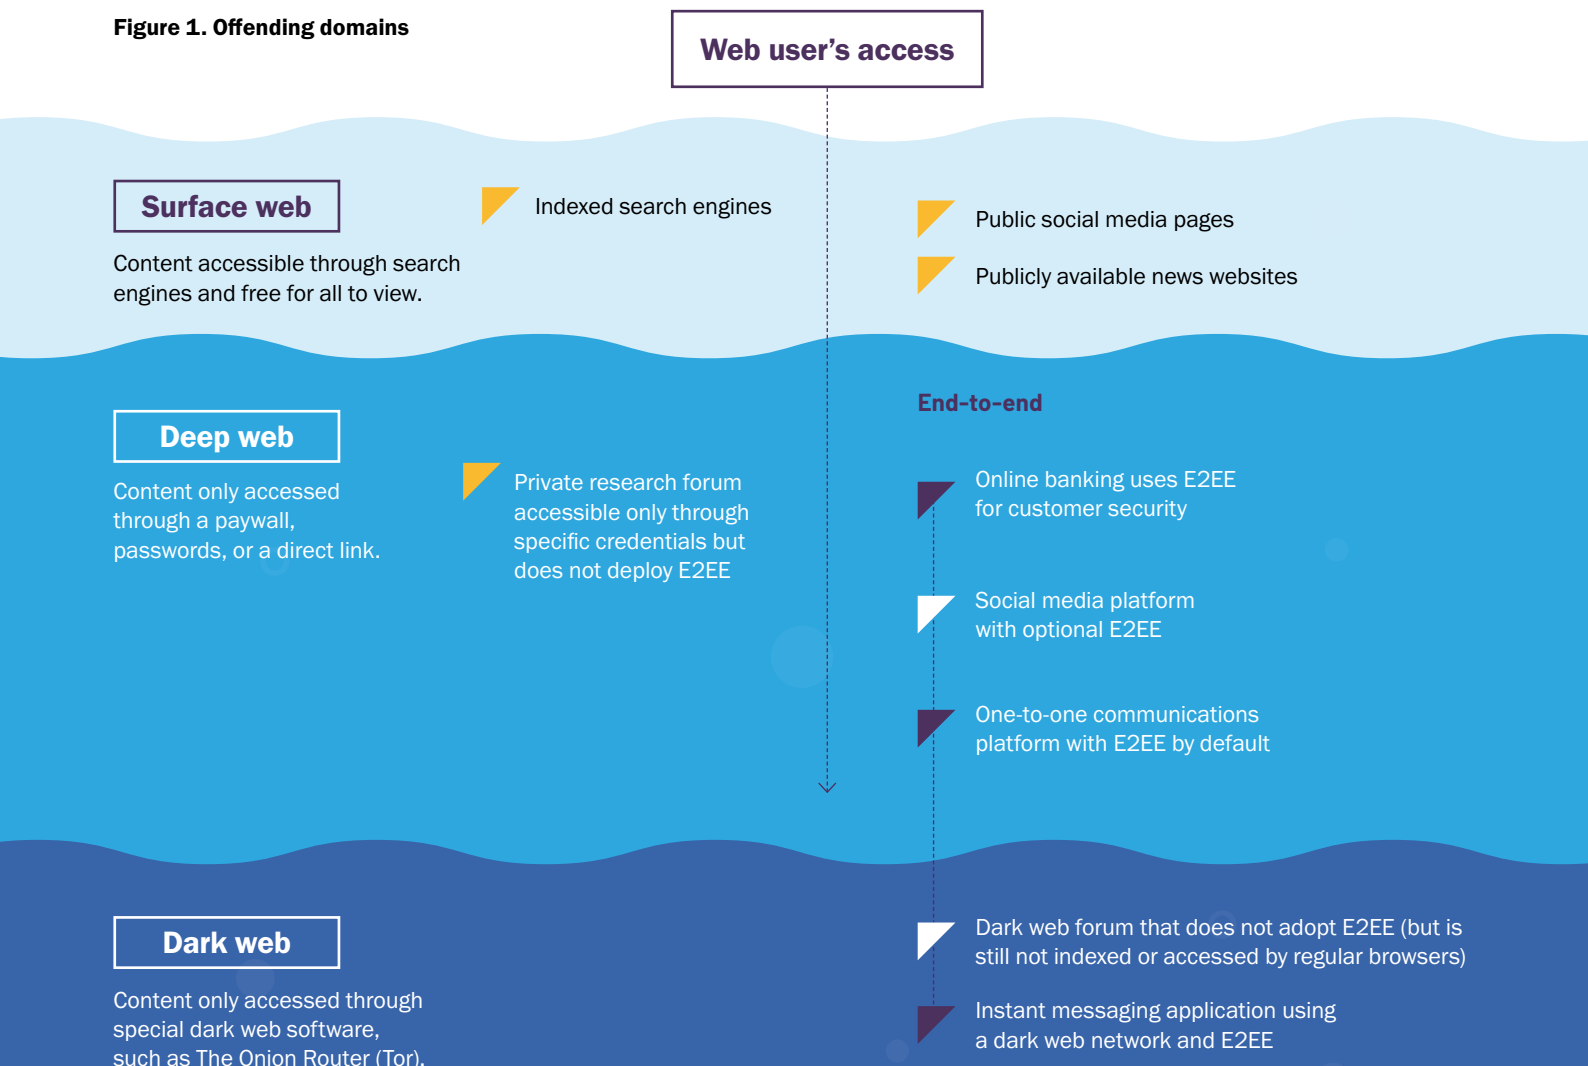 Figure 1. Offending domains
Web user’s access
Surface web
Content accessible through search
engines and free for all to view.
Indexed search engines
Public social media pages
Publicly available news websites
Deep web
Content only accessed
through a paywall,
passwords, or a direct link.
Private research forum
accessible only through
specific credentials but
does not deploy E2EE
End-to-end
Online banking uses E2EE
for customer security
Social media platform
with optional E2EE
One-to-one communications
platform with E2EE by default
Dark web
Content only accessed through
special dark web software,
such as The Onion Router (Tor).
Dark web forum that does not adopt E2EE (but is
still not indexed or accessed by regular browsers)
Instant messaging application using
a dark web network and E2EE